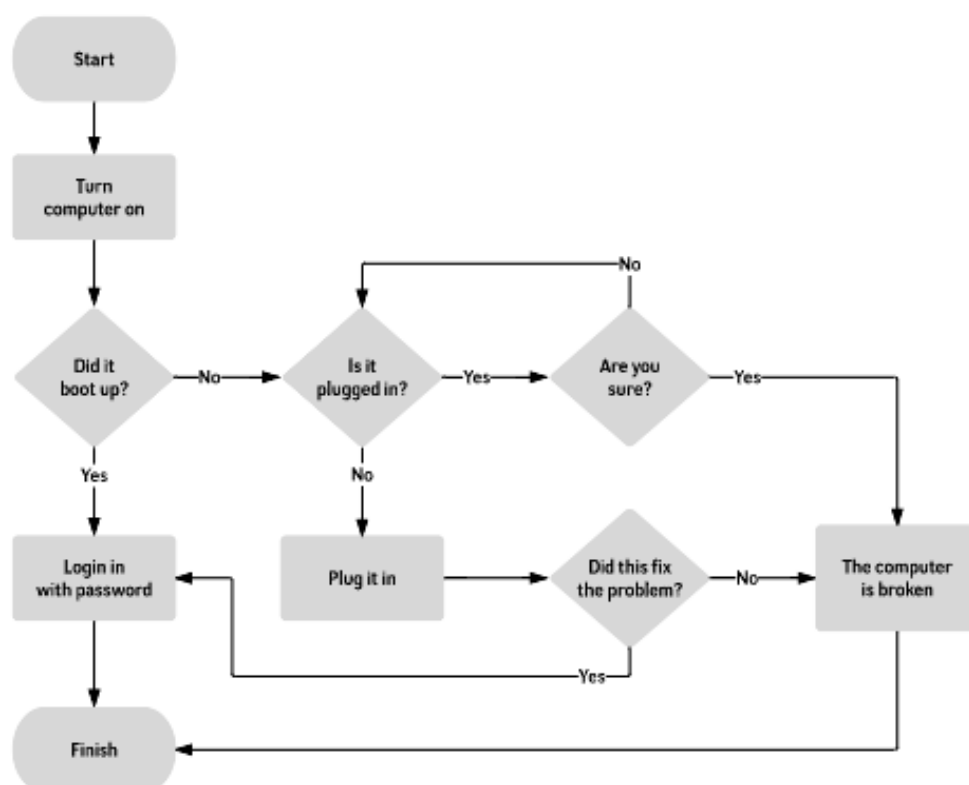 Start
Turn
computer on
No
Did it
boot up?
No
Is it
plugged in?
Yes
Are you
sure?
Yes
Yes
No
Login in
with password
Plug it in
Did this fix
the problem?
No
The computer
is broken
Yes
Finish